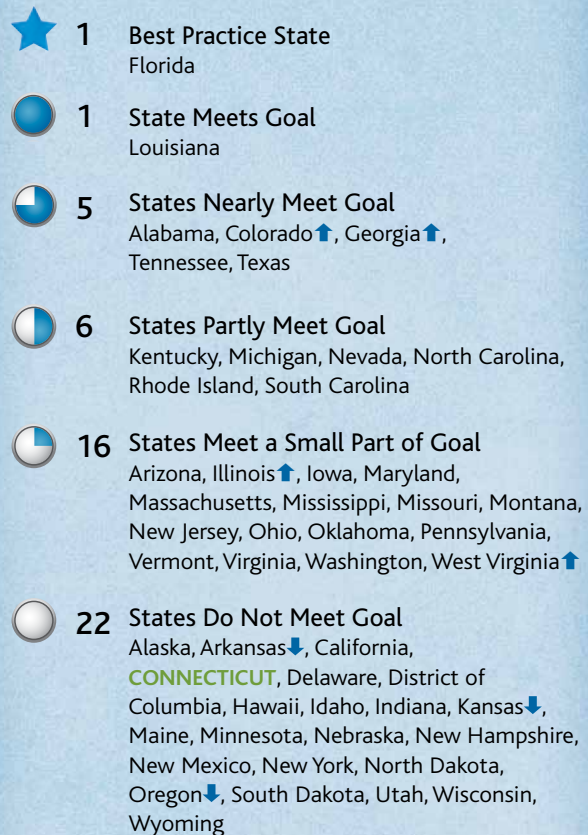 1 Best Practice State
Florida
1 State Meets Goal
Louisiana
5 States Nearly Meet Goal
Alabama, Colorado⬆, Georgia⬆,
Tennessee, Texas
6 States Partly Meet Goal
Kentucky, Michigan, Nevada, North Carolina,
Rhode Island, South Carolina
16 States Meet a Small Part of Goal
Arizona, Illinois⬆, Iowa, Maryland,
Massachusetts, Mississippi, Missouri, Montana,
New Jersey, Ohio, Oklahoma, Pennsylvania,
Vermont, Virginia, Washington, West Virginia⬆
22 States Do Not Meet Goal
Alaska, Arkansas⬇, California,
CONNECTICUT, Delaware, District of
Columbia, Hawaii, Idaho, Indiana, Kansas⬇,
Maine, Minnesota, Nebraska, New Hampshire,
New Mexico, New York, North Dakota,
Oregon⬇, South Dakota, Utah, Wisconsin,
Wyoming